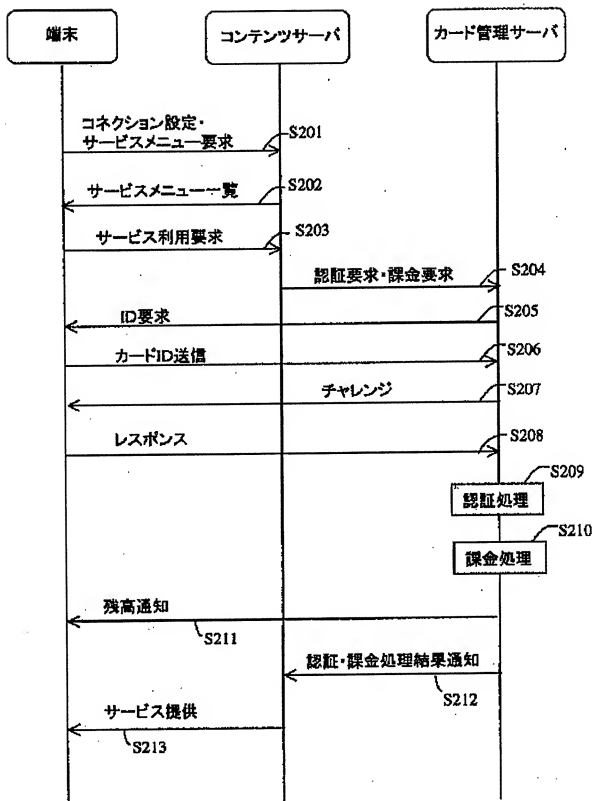 端末
コンテンツサーバ
カード管理サーバ
コネクション設定・
サービスメニュー要求
S201
サービスメニュー一覧
S202
サービス利用要求
S203
認証要求・課金要求
S204
ID要求
S205
カードID送信
S206
チャレンジ
S207
レスポンス
S208
S209
認証処理
S210
課金処理
残高通知
S211
認証・課金処理結果通知
S212
サービス提供
S213